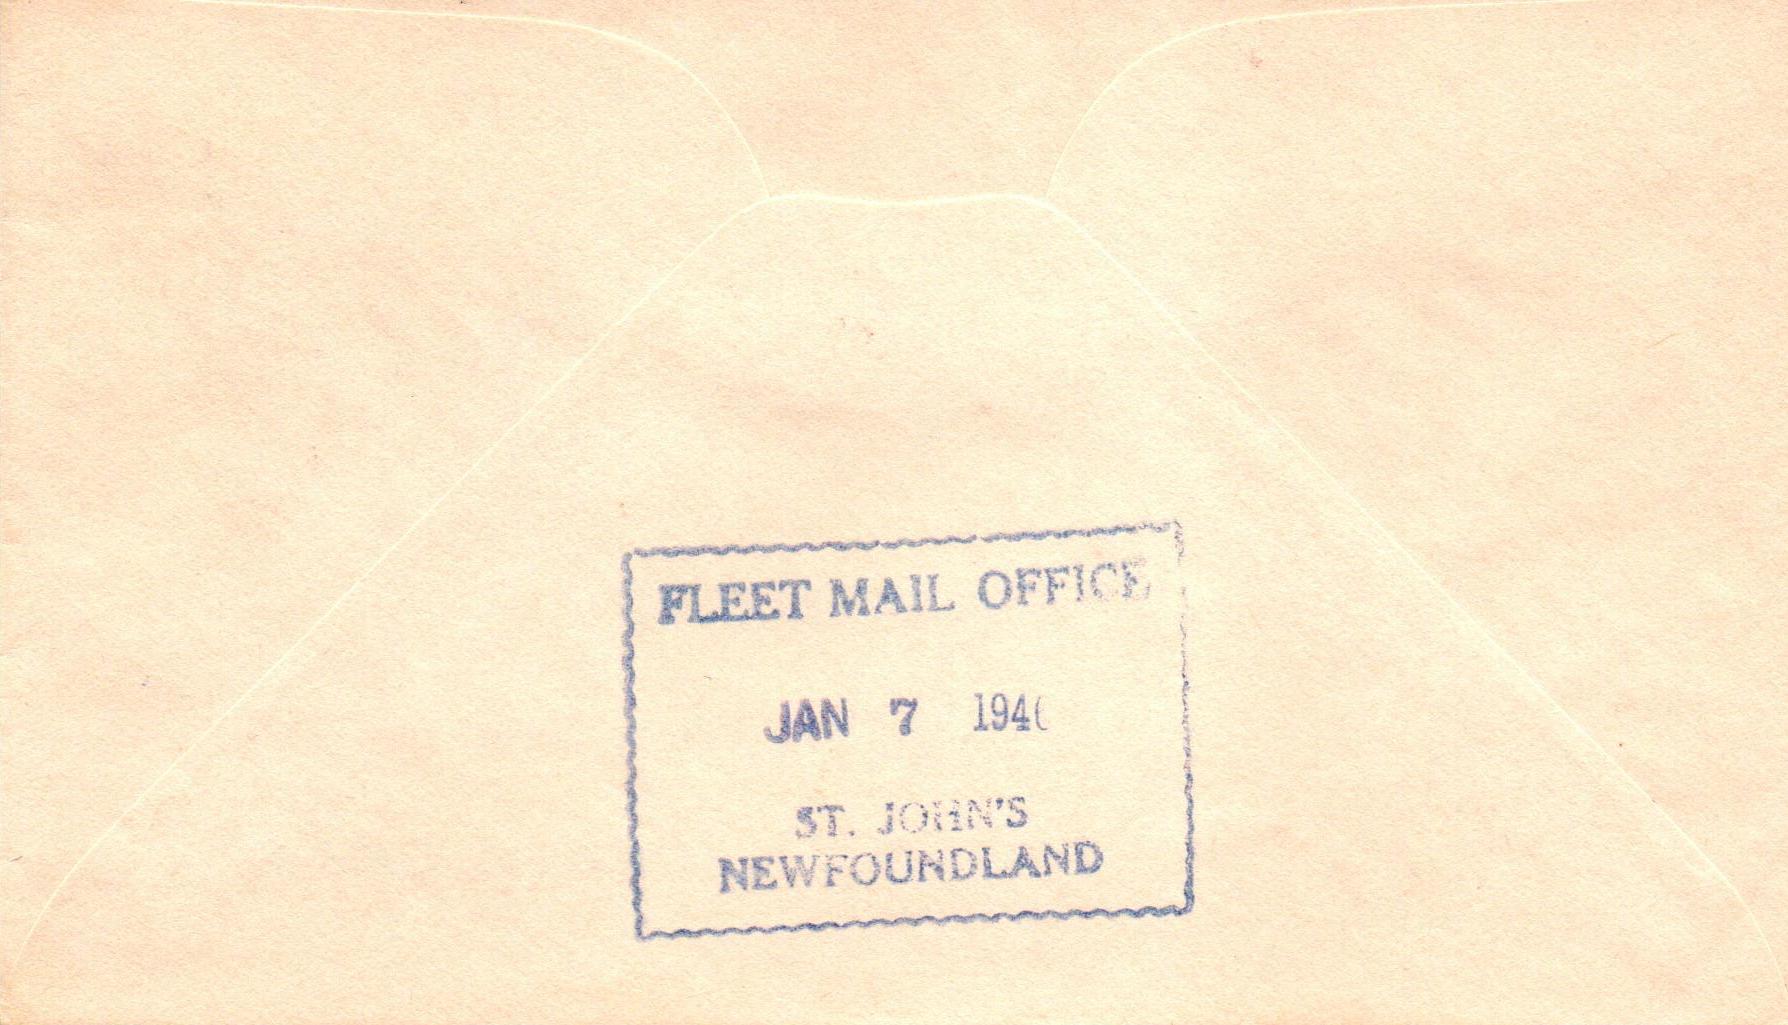 FLEET MAIL OFFICE
JAN 7 194
ST. JOHN'S
NEWFOUNDLAND